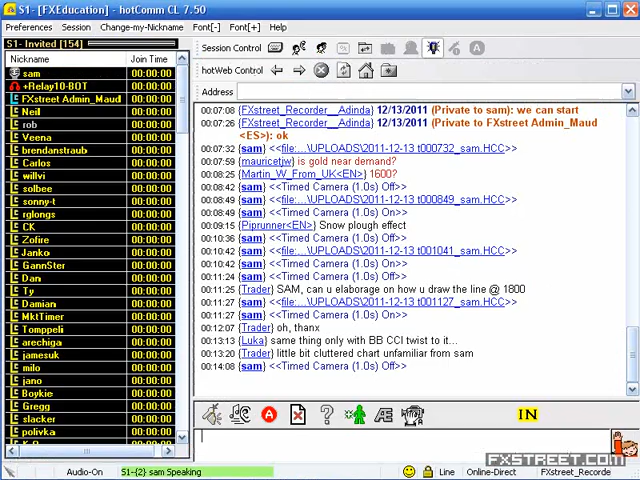 S1- [FXEducation] - hotComm CL 7.50
Preferences Session Change-my-Nickname Font[-] Font[+] Help
S1- Invited [154]
Nickname Join Time
sam 00:00:00
+Relay10-BOT 00:00:00
FXstreet Admin_Maud 00:00:00
Neil 00:00:00
rob 00:00:00
Veena 00:00:00
brendanstraub 00:00:00
Carlos 00:00:00
willvi 00:00:00
solbee 00:00:00
sonny-t 00:00:00
rglongs 00:00:00
CK 00:00:00
Zofire 00:00:00
Janko 00:00:00
GannSter 00:00:00
Dan 00:00:00
Ty 00:00:00
Damian 00:00:00
MktTimer 00:00:00
Tomppeli 00:00:00
arechiga 00:00:00
jamesuk 00:00:00
milo 00:00:00
jano 00:00:00
Boykie 00:00:00
Gregg 00:00:00
slacker 00:00:00
polivka 00:00:00
Session Control
hotWeb Control
Address
00:07:08 {FXstreet_Recorder_Adinda} 12/13/2011 (Private to sam): we can start
00:07:26 {FXstreet_Recorder_Adinda} 12/13/2011 (Private to FXstreet Admin_Maud
<ES>): ok
00:07:32 {sam} <<file:...\UPLOADS\2011-12-13 t000732_sam.HCC>>
00:07:59 {mauricetjw} is gold near demand?
00:08:25 {Martin_W_From_UK<EN>} 1600?
00:08:42 {sam} <<Timed Camera (1.0s) Off>>
00:08:49 {sam} <<file:...\UPLOADS\2011-12-13 t000849_sam.HCC>>
00:08:49 {sam} <<Timed Camera (1.0s) On>>
00:09:15 {Piprunner<EN>} Snow plough effect
00:10:36 {sam} <<Timed Camera (1.0s) Off>>
00:10:42 {sam} <<file:...\UPLOADS\2011-12-13 t001041_sam.HCC>>
00:10:42 {sam} <<Timed Camera (1.0s) On>>
00:11:24 {sam} <<Timed Camera (1.0s) Off>>
00:11:25 {Trader} SAM, can u elaborage on how u draw the line @ 1800
00:11:27 {sam} <<file:...\UPLOADS\2011-12-13 t001127_sam.HCC>>
00:11:27 {sam} <<Timed Camera (1.0s) On>>
00:12:07 {Trader} oh, thanx
00:13:13 {Luka} same thing only with BB CCI twist to it...
00:13:20 {Trader} little bit cluttered chart unfamiliar from sam
00:14:08 {sam} <<Timed Camera (1.0s) Off>>
IN
FXSTREET.COM
Audio-On S1-{2} sam Speaking Line Online-Direct FXstreet_Recorde